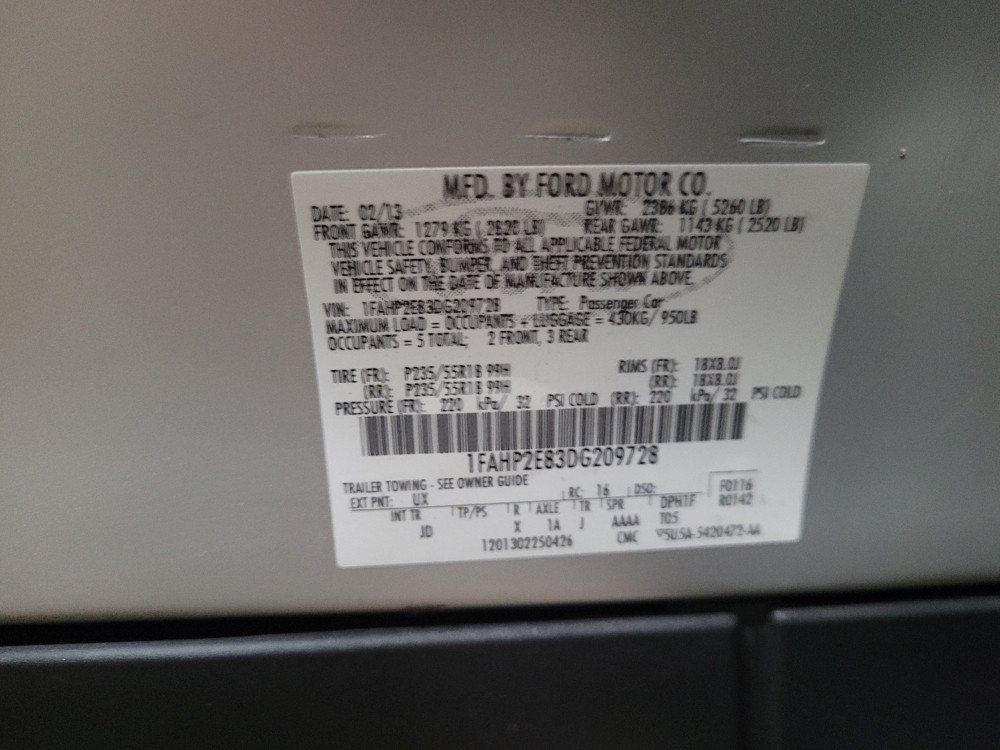 MFD. BY FORD MOTOR CO.
DATE: 02/13 GVWR: 2386 KG ( 5260 LB)
FRONT GAWR: 1279 KG ( 2820 LB) REAR GAWR: 1143 KG ( 2520 LB)
THIS VEHICLE CONFORMS TO ALL APPLICABLE FEDERAL MOTOR
VEHICLE SAFETY, BUMPER, AND THEFT PREVENTION STANDARDS
IN EFFECT ON THE DATE OF MANUFACTURE SHOWN ABOVE.
VIN: 1FAHP2E83DG209728 TYPE: Passenger Car
MAXIMUM LOAD = OCCUPANTS + LUGGAGE = 430KG/ 950LB
OCCUPANTS = 5 TOTAL; 2 FRONT, 3 REAR
TIRE (FR): P235/55R18 99H RIMS (FR): 18X8.0J
(RR): P235/55R18 99H (RR): 18X8.0J
PRESSURE (FR): 220 kPa/ 32 PSI COLD (RR): 220 kPa/ 32 PSI COLD
1FAHP2E83DG209728
TRAILER TOWING - SEE OWNER GUIDE
EXT PNT: UX RC: 16 DSO: F0116
R0142
INT TR TP/PS R AXLE TR SPR DPH1F
JD X 1A J AAAA T05
1201302250426 CMC